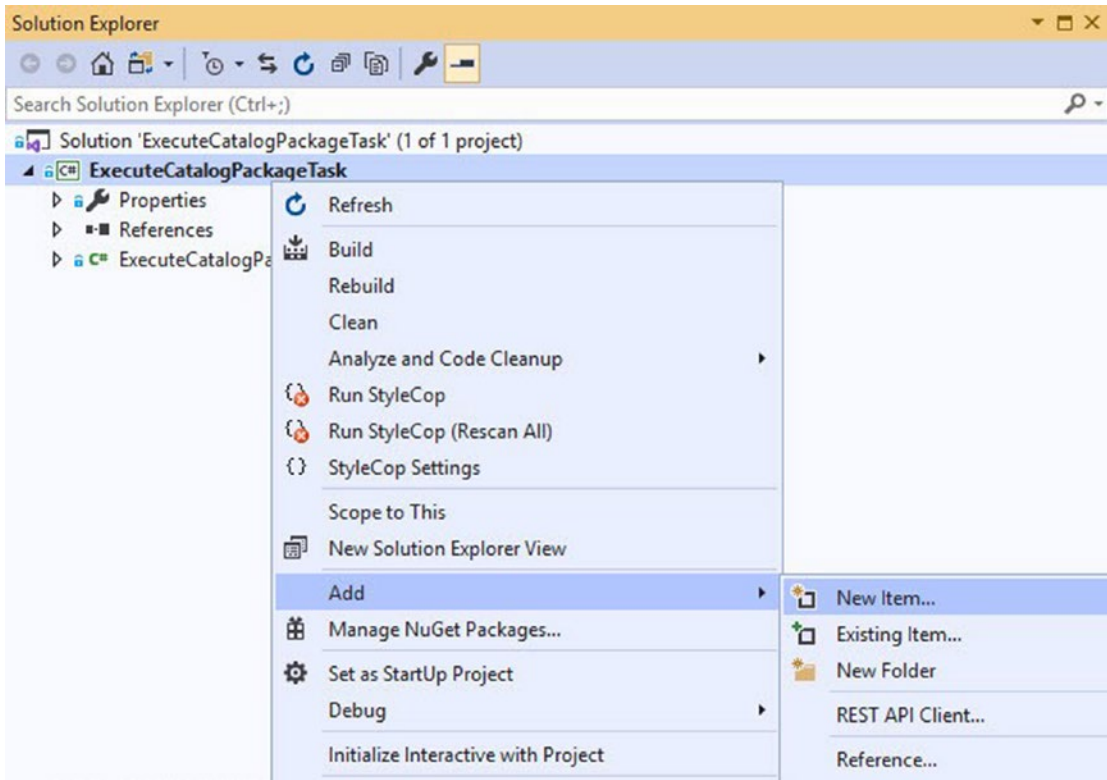 Solution Explorer
Search Solution Explorer (Ctrl+;)
Solution 'ExecuteCatalogPackageTask' (1 of 1 project)
C# ExecuteCatalogPackageTask
Properties
References
C# ExecuteCatalogPa
Refresh
Build
Rebuild
Clean
Analyze and Code Cleanup
Run StyleCop
Run StyleCop (Rescan All)
StyleCop Settings
Scope to This
New Solution Explorer View
Add
Manage NuGet Packages...
Set as StartUp Project
Debug
Initialize Interactive with Project
New Item...
Existing Item...
New Folder
REST API Client...
Reference...